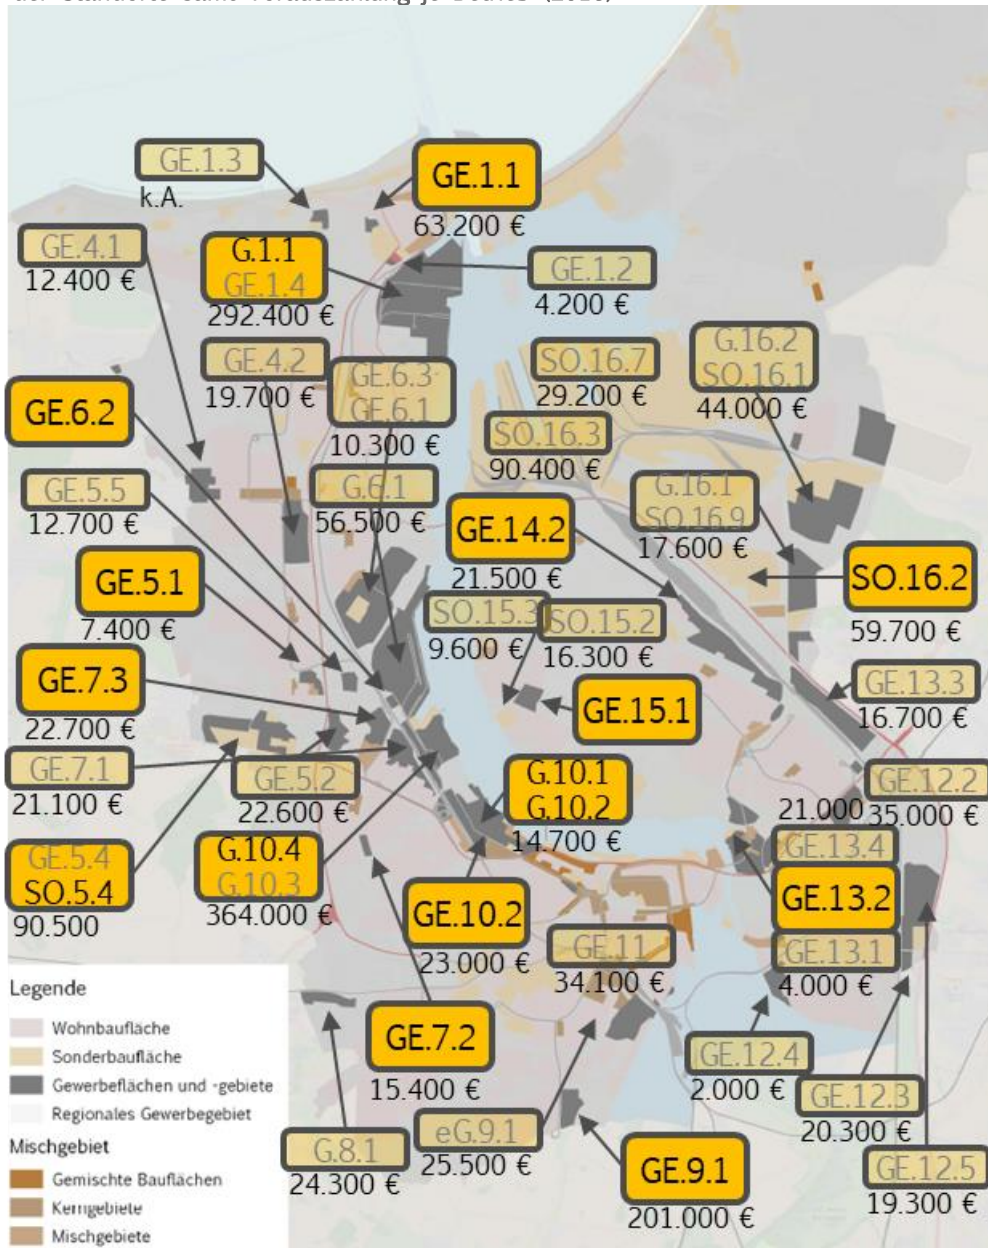 der Standorte samt Vorauszahlung je Betrieb
GE.1.3
k.A.
GE.1.1
63.200 €
GE.4.1
12.400 €
G.1.1
GE.1.4
292.400 €
GE.1.2
4.200 €
GE.4.2
19.700 €
GE.6.3
GE.6.1
10.300 €
SO.16.7
29.200 €
G.16.2
SO.16.1
44.000 €
GE.6.2
SO.16.3
90.400 €
GE.5.5
12.700 €
G.6.1
56.500 €
G.16.1
SO.16.9
17.600 €
GE.14.2
21.500 €
GE.5.1
7.400 €
SO.16.2
59.700 €
SO.15.3
9.600 €
SO.15.2
16.300 €
GE.7.3
22.700 €
GE.15.1
GE.13.3
16.700 €
GE.7.1
21.100 €
GE.5.2
22.600 €
G.10.1
G.10.2
14.700 €
GE.12.2
35.000 €
21.000
GE.13.4
GE.5.4
SO.5.4
90.500
G.10.4
G.10.3
364.000 €
GE.10.2
23.000 €
GE.13.2
GE.13.1
4.000 €
GE.11
34.100 €
GE.7.2
15.400 €
GE.12.4
2.000 €
GE.12.3
20.300 €
G.8.1
24.300 €
eG.9.1
25.500 €
GE.9.1
201.000 €
GE.12.5
19.300 €
Legende
Wohnbaufläche
Sonderbaufläche
Gewerbeflächen und -gebiete
Regionales Gewerbegebiet
Mischgebiet
Gemischte Bauflächen
Kerngebiete
Mischgebiete